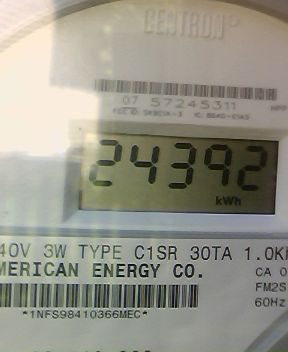 CENTRON®
07 57245311
24392
kWh
40V 3W TYPE C1SR 30TA 1.0K
MERICAN ENERGY CO.
CA 0
FM2S
60Hz
*1NFS98410366MEC*